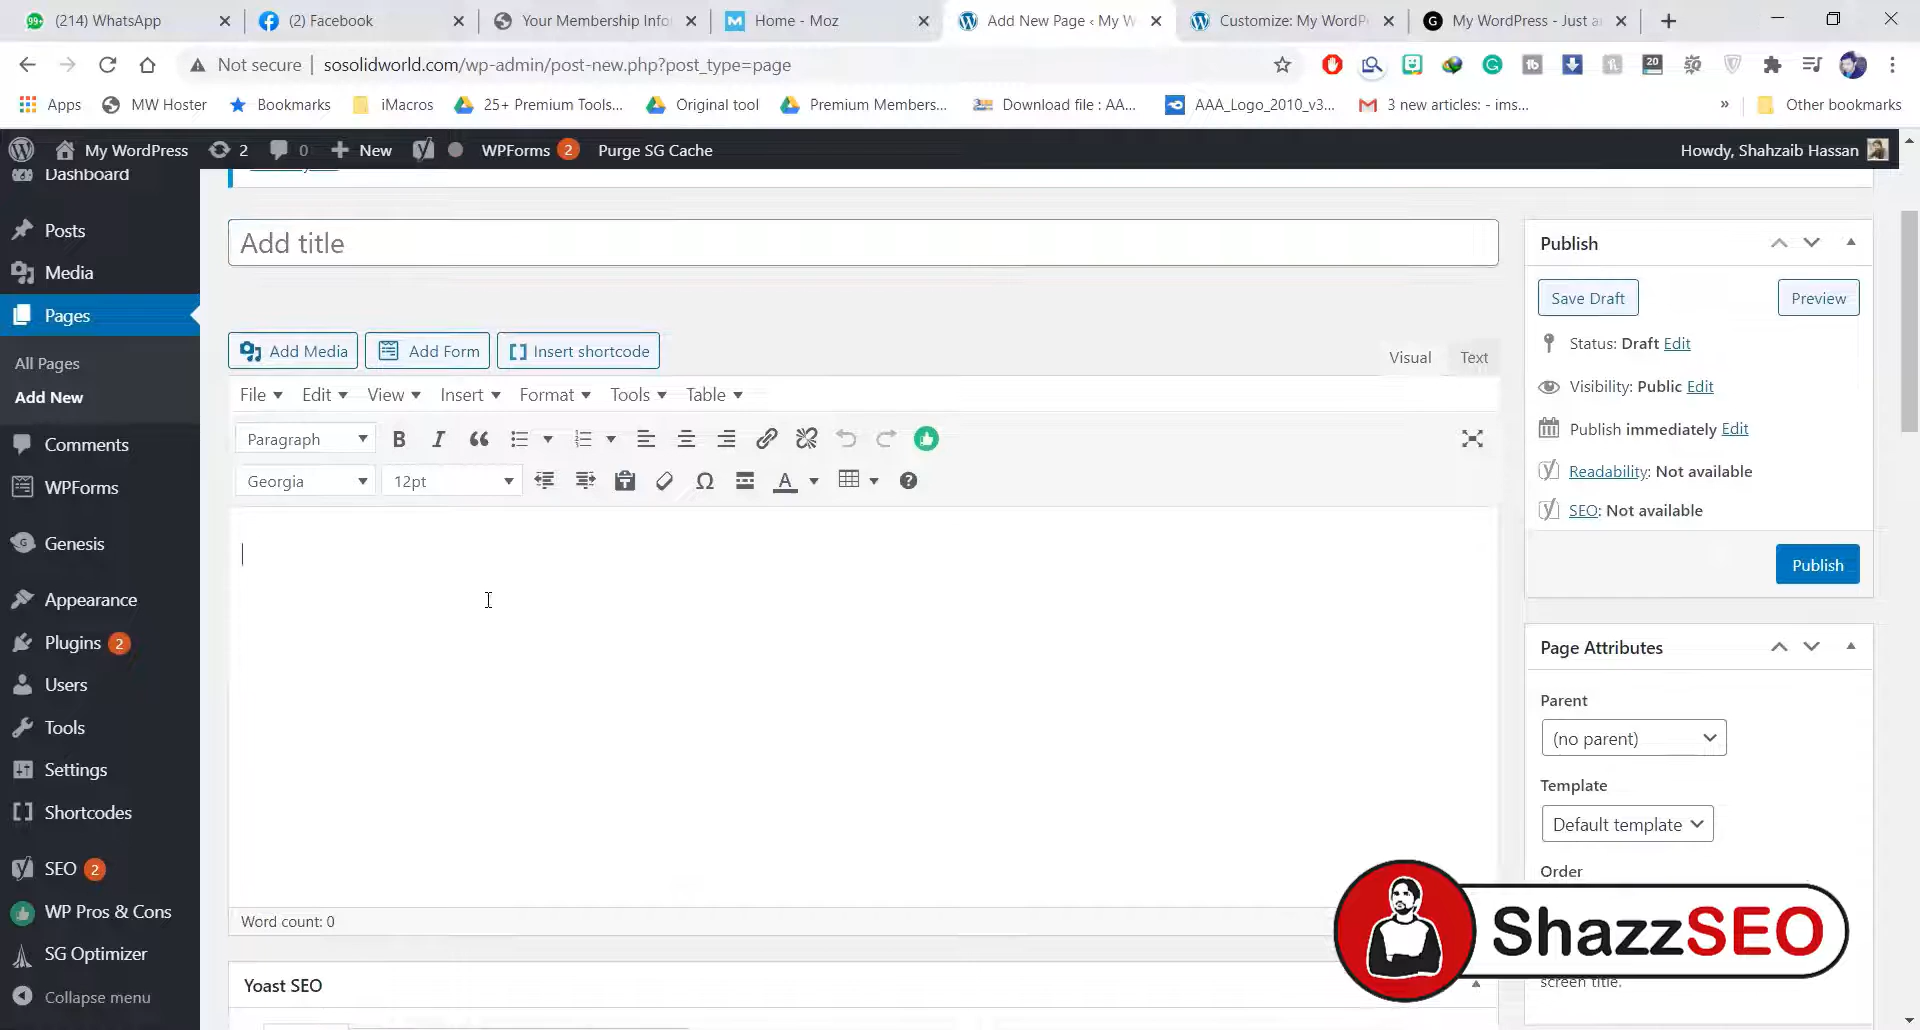 99+ (214) WhatsApp
(2) Facebook
Your Membership Info
Home - Moz
Add New Page ‹ My W
Customize: My WordP
G My WordPress - Just a
Not secure | sosolidworld.com/wp-admin/post-new.php?post_type=page
20
Apps MW Hoster Bookmarks iMacros 25+ Premium Tools... Original tool Premium Members... Download file : AA... AAA_Logo_2010_v3... 3 new articles: - ims... » Other bookmarks
My WordPress 2 0 New WPForms 2 Purge SG Cache Howdy, Shahzaib Hassan
Dashboard
Posts
Media
Pages
All Pages
Add New
Comments
WPForms
Genesis
Appearance
Plugins 2
Users
Tools
Settings
Shortcodes
SEO 2
WP Pros & Cons
SG Optimizer
Collapse menu
Add title
Add Media Add Form Insert shortcode
Visual Text
File Edit View Insert Format Tools Table
Paragraph B I
Georgia 12pt Ω A
Word count: 0
Yoast SEO
Publish
Save Draft Preview
Status: Draft Edit
Visibility: Public Edit
Publish immediately Edit
Readability: Not available
SEO: Not available
Publish
Page Attributes
Parent
(no parent)
Template
Default template
Order
screen title.
ShazzSEO